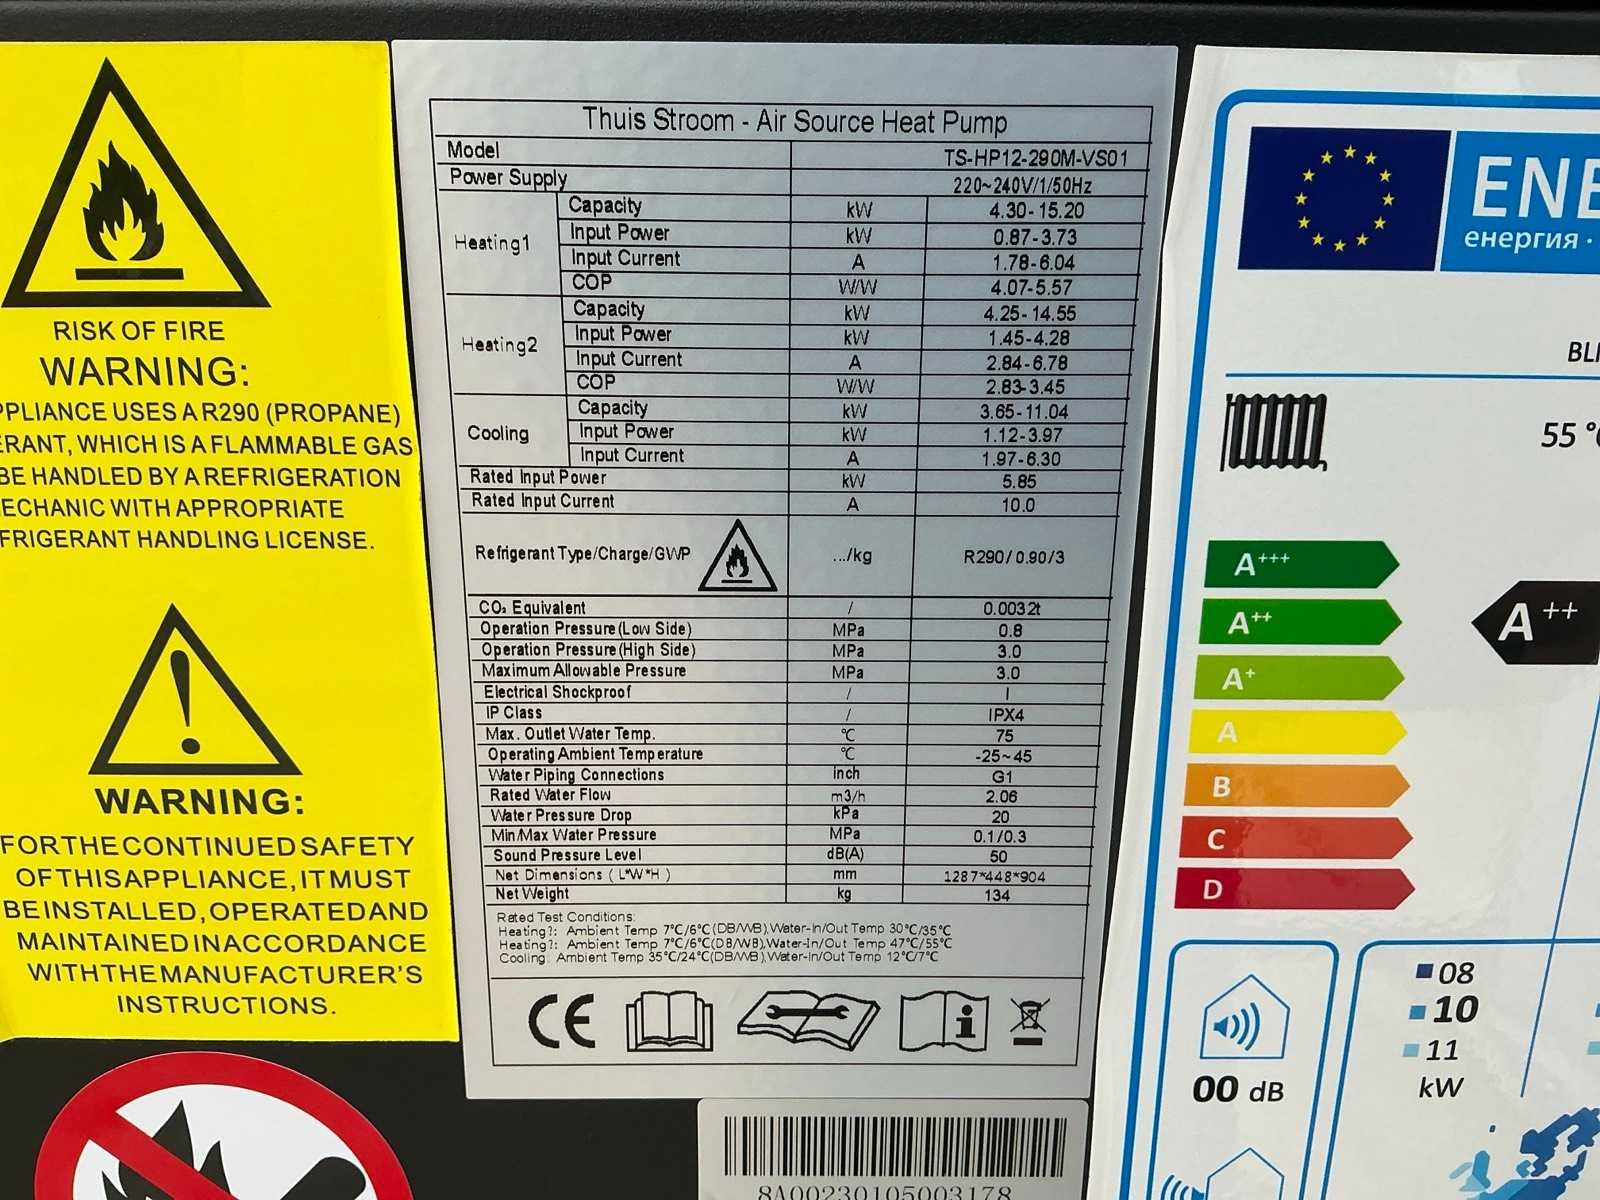 RISK OF FIRE
WARNING:
PPLIANCE USES A R290 (PROPANE)
ERANT, WHICH IS A FLAMMABLE GAS
BE HANDLED BY A REFRIGERATION
ECHANIC WITH APPROPRIATE
FRIGERANT HANDLING LICENSE.
WARNING:
FOR THE CONTINUED SAFETY
OF THIS APPLIANCE, IT MUST
BE INSTALLED, OPERATED AND
MAINTAINED IN ACCORDANCE
WITH THE MANUFACTURER'S
INSTRUCTIONS.
Thuis Stroom - Air Source Heat Pump
Model TS-HP12-290M-VS01
Power Supply 220~240V/1/50Hz
Heating1
Capacity kW 4.30-15.20
Input Power kW 0.87-3.73
Input Current A 1.78-6.04
COP W/W 4.07-5.57
Heating2
Capacity kW 4.25-14.55
Input Power kW 1.45-4.28
Input Current A 2.84-6.78
COP W/W 2.83-3.45
Cooling
Capacity kW 3.65-11.04
Input Power kW 1.12-3.97
Input Current A 1.97-6.30
Rated Input Power kW 5.85
Rated Input Current A 10.0
Refrigerant Type/Charge/GWP .../kg R290/0.90/3
CO₂ Equivalent / 0.0032t
Operation Pressure(Low Side) MPa 0.8
Operation Pressure(High Side) MPa 3.0
Maximum Allowable Pressure MPa 3.0
Electrical Shockproof / I
IP Class / IPX4
Max. Outlet Water Temp. ℃ 75
Operating Ambient Temperature ℃ -25~45
Water Piping Connections inch G1
Rated Water Flow m3/h 2.06
Water Pressure Drop kPa 20
Min/Max Water Pressure MPa 0.1/0.3
Sound Pressure Level dB(A) 50
Net Dimensions ( L*W*H ) mm 1287*448*904
Net Weight kg 134
Rated Test Conditions:
Heating?: Ambient Temp 7℃/6℃(DB/WB),Water-In/Out Temp 30℃/35℃
Heating?: Ambient Temp 7℃/6℃(DB/WB),Water-In/Out Temp 47℃/55℃
Cooling: Ambient Temp 35℃/24℃(DB/WB),Water-In/Out Temp 12℃/7℃
CE
8A00230105003178
ENE
енергия ·
BLI
55 °
A+++
A++
A+
A
B
C
D
A++
00 dB
08
10
11
kW